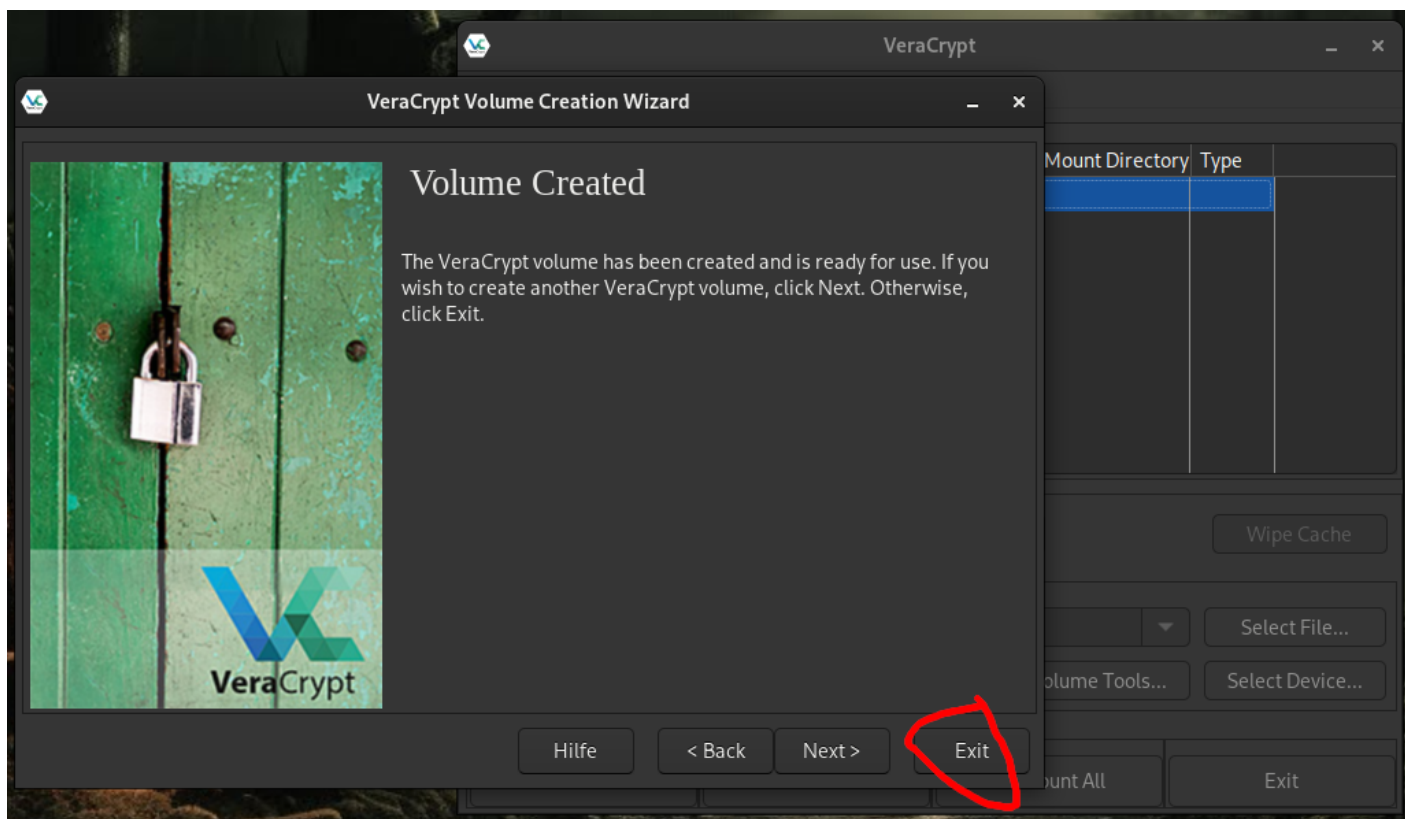 VeraCrypt
VeraCrypt Volume Creation Wizard
Mount Directory Type
Volume Created
The VeraCrypt volume has been created and is ready for use. If you
wish to create another VeraCrypt volume, click Next. Otherwise,
click Exit.
Wipe Cache
Select File...
olume Tools... Select Device...
VeraCrypt
Hilfe < Back Next > Exit
ount All Exit